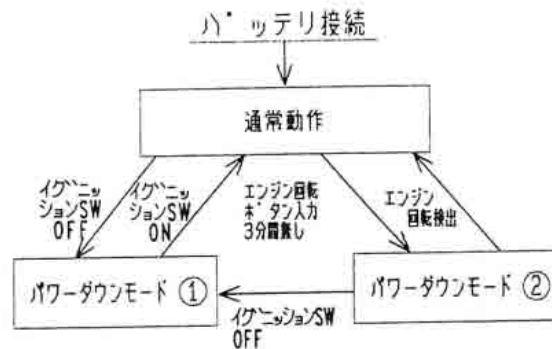 バッテリ接続
通常動作
イグニッ
ションSW
OFF
イグニッ
ションSW
ON
エンジン回転
ボタン入力
3分間無し
エンジン
回転検出
パワーダウンモード ①
パワーダウンモード ②
イグニッションSW
OFF